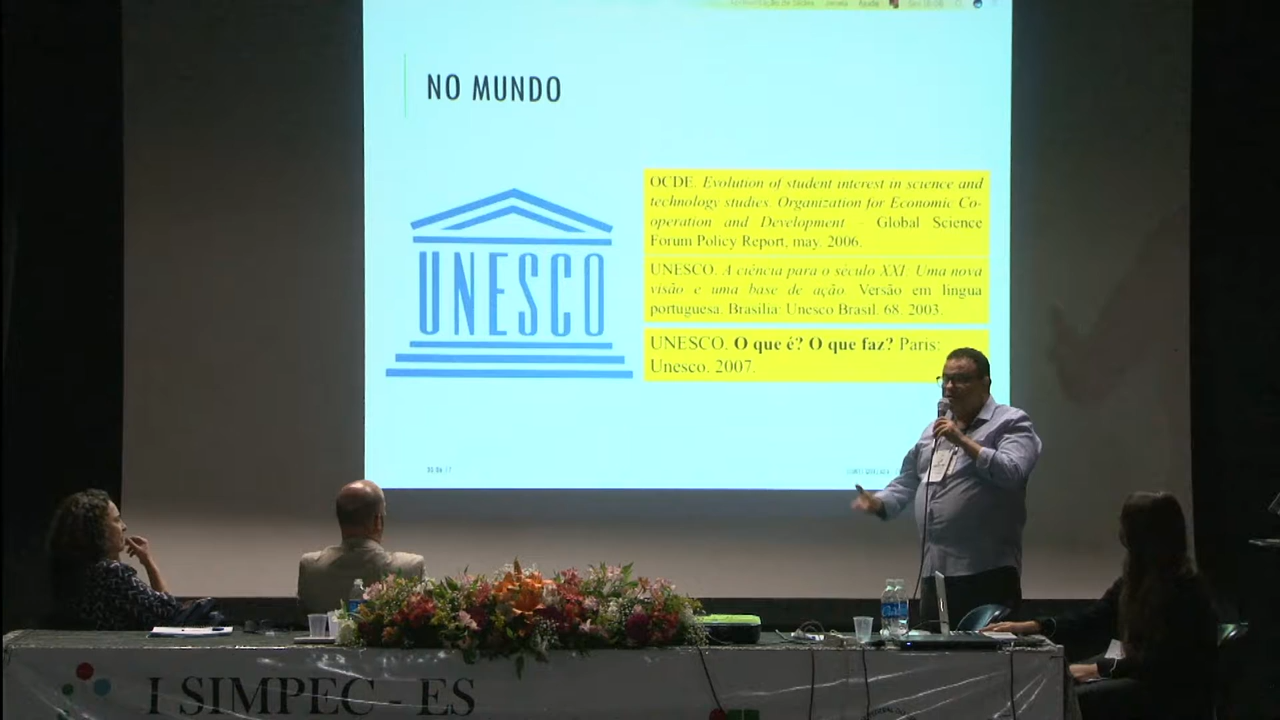 NO MUNDO
UNESCO
OCDE. Evolution of student interest in science and
technology studies. Organization for Economic Co-
operation and Development - Global Science
Forum Policy Report, may. 2006.
UNESCO. A ciência para o século XXI: Uma nova
visão e uma base de ação. Versão em língua
portuguesa. Brasília: Unesco Brasil. 68. 2003.
UNESCO. O que é? O que faz? Paris:
Unesco. 2007.
30.06.17
I SIMPEC - ES